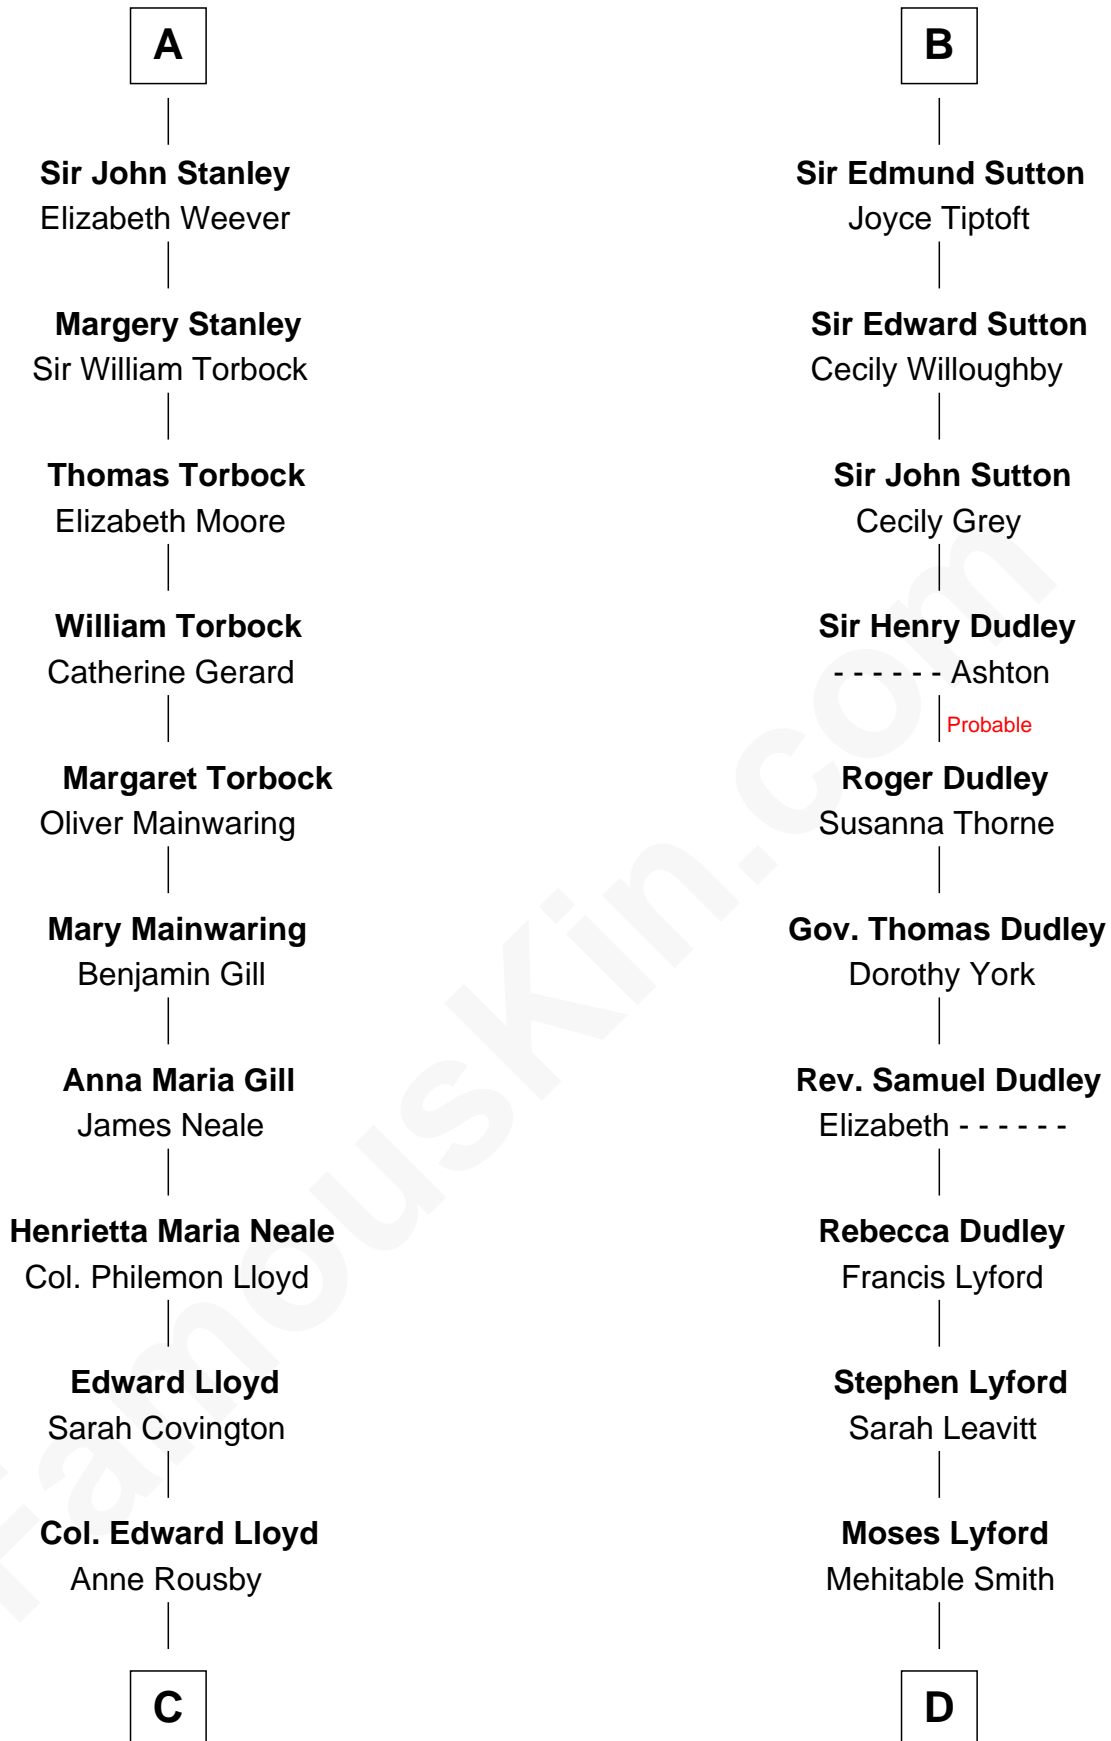 A
Sir John Stanley
Elizabeth Weever
Margery Stanley
Sir William Torbock
Thomas Torbock
Elizabeth Moore
William Torbock
Catherine Gerard
Margaret Torbock
Oliver Mainwaring
Mary Mainwaring
Benjamin Gill
Anna Maria Gill
James Neale
Henrietta Maria Neale
Col. Philemon Lloyd
Edward Lloyd
Sarah Covington
Col. Edward Lloyd
Anne Rousby
C
B
Sir Edmund Sutton
Joyce Tiptoft
Sir Edward Sutton
Cecily Willoughby
Sir John Sutton
Cecily Grey
Sir Henry Dudley
- - - - - - Ashton
Probable
Roger Dudley
Susanna Thorne
Gov. Thomas Dudley
Dorothy York
Rev. Samuel Dudley
Elizabeth - - - - - -
Rebecca Dudley
Francis Lyford
Stephen Lyford
Sarah Leavitt
Moses Lyford
Mehitable Smith
D
FamousKin.com